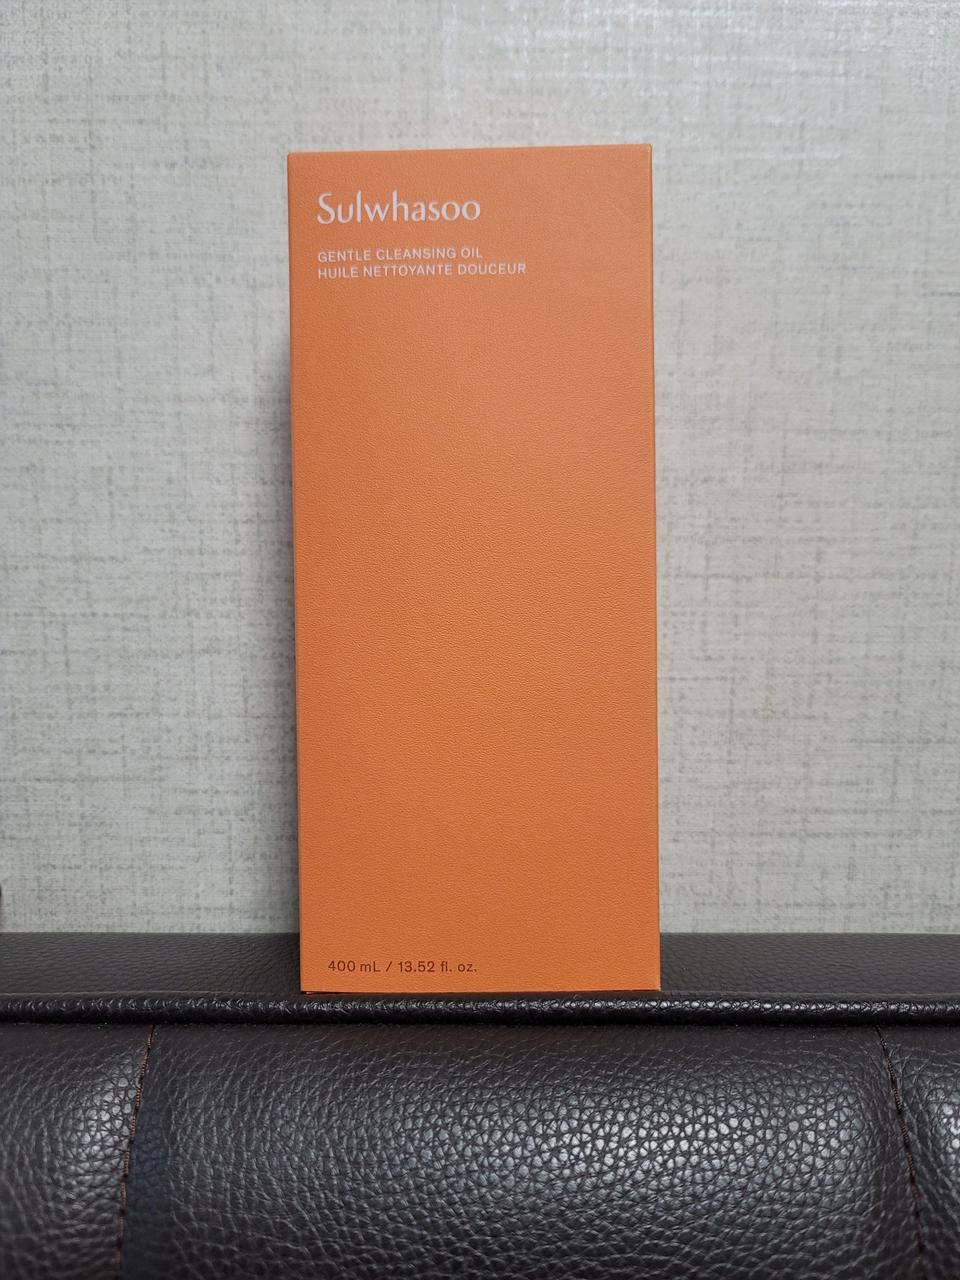 Sulwhasoo
GENTLE CLEANSING OIL
HUILE NETTOYANTE DOUCEUR
400 mL / 13.52 fl. oz.